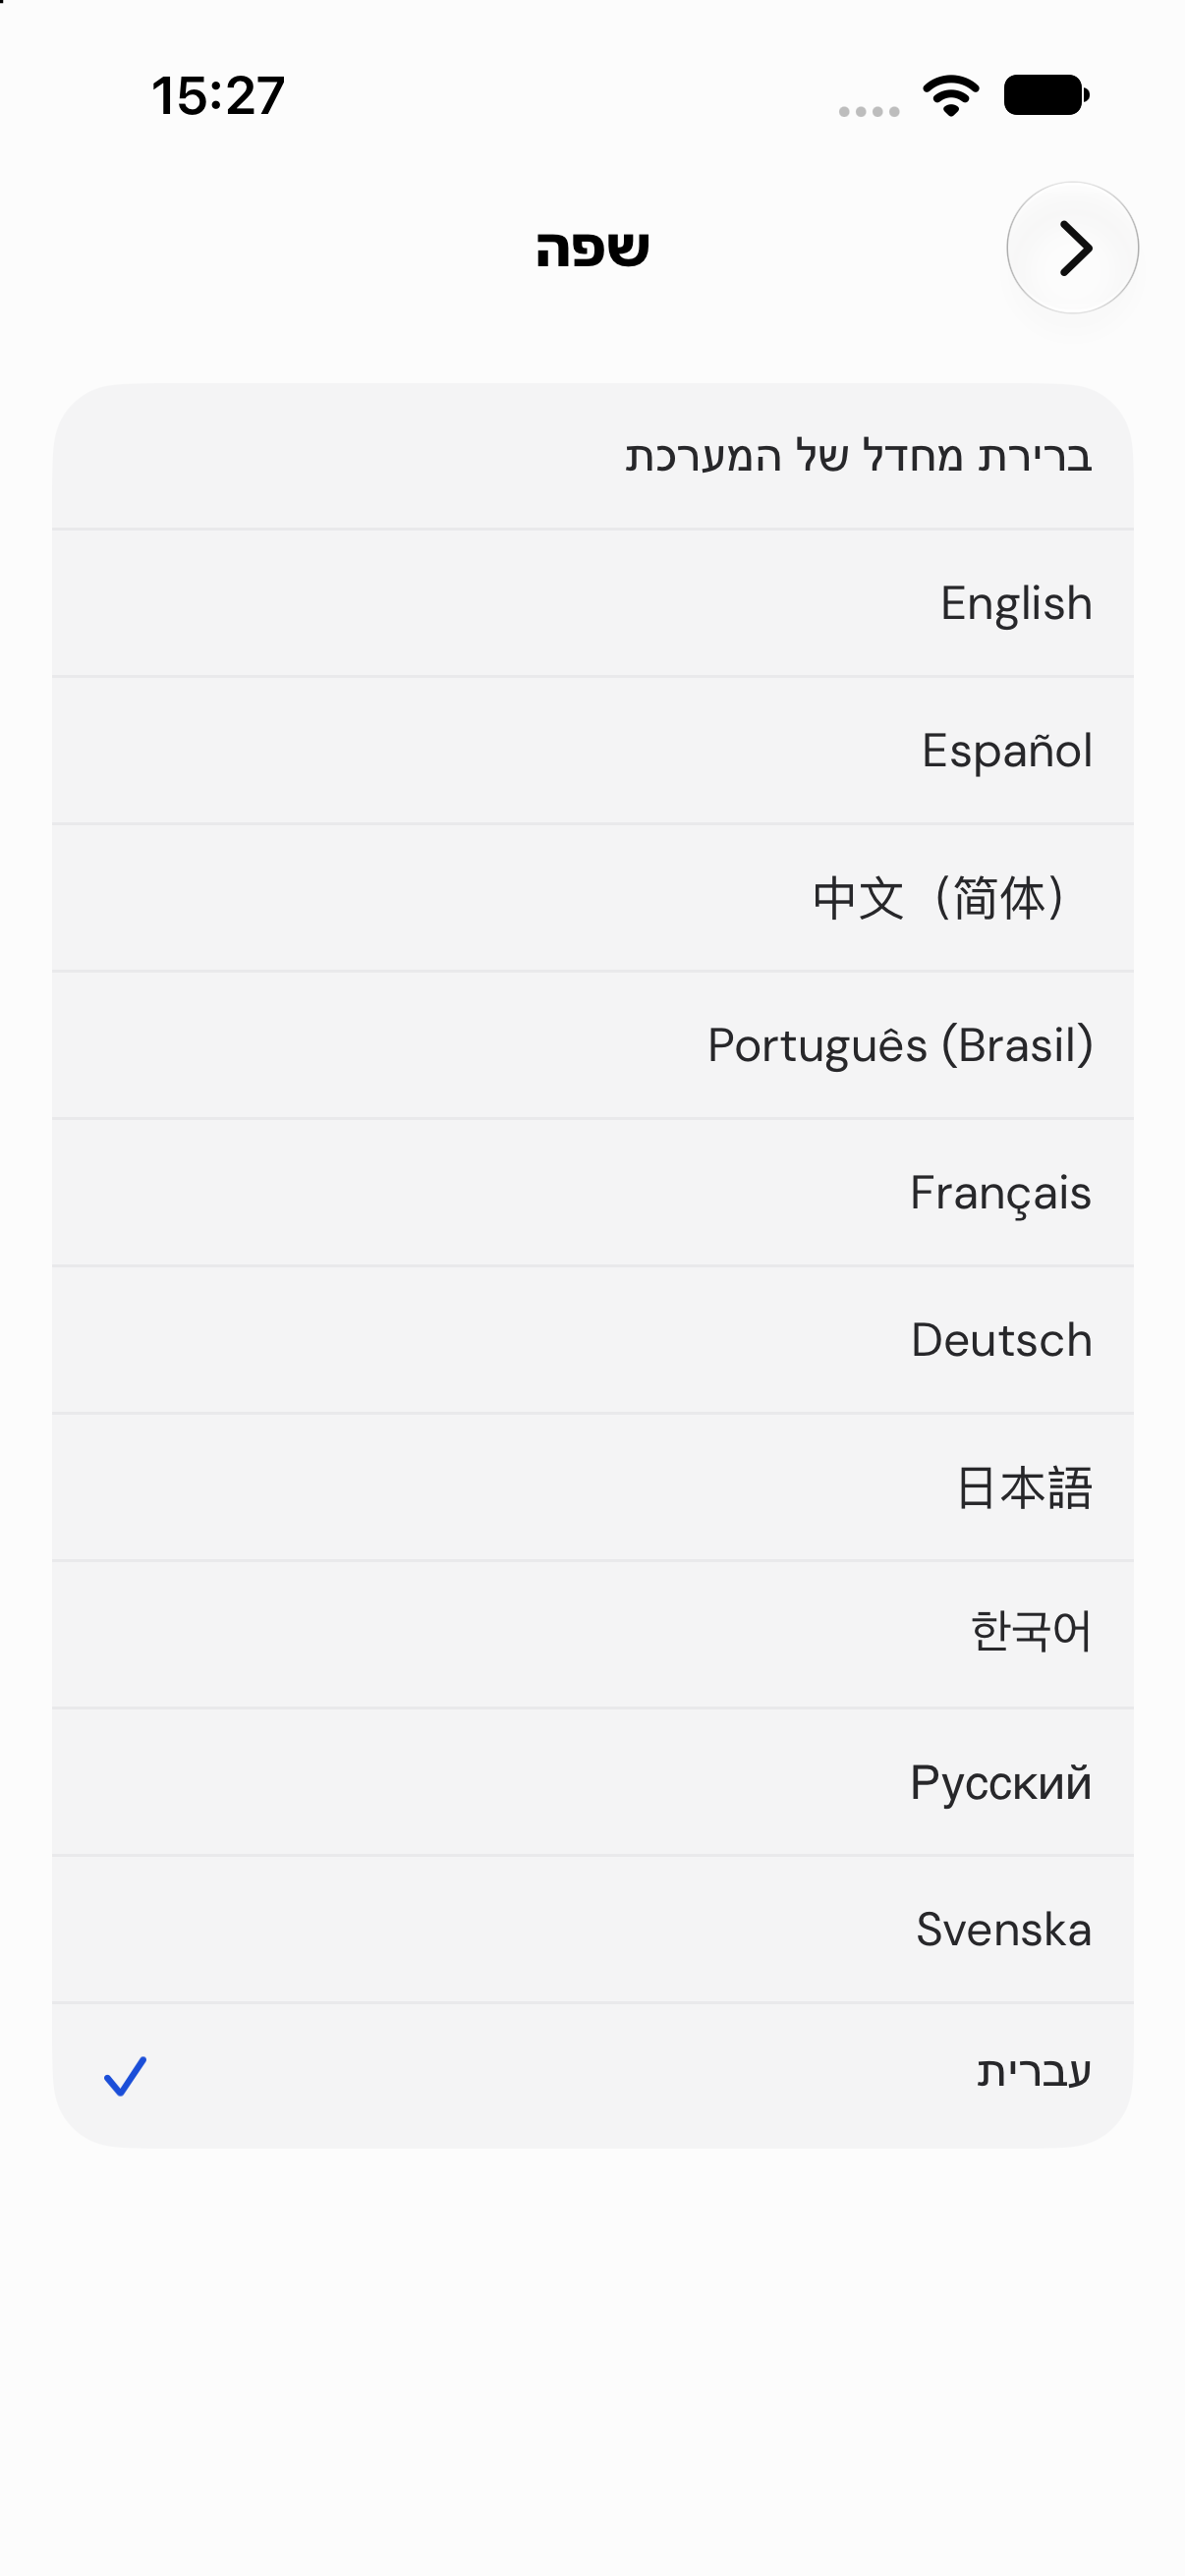 15:27
שפה
ברירת מחדל של המערכת
English
Español
中文（简体）
Português (Brasil)
Français
Deutsch
日本語
한국어
Русский
Svenska
עברית